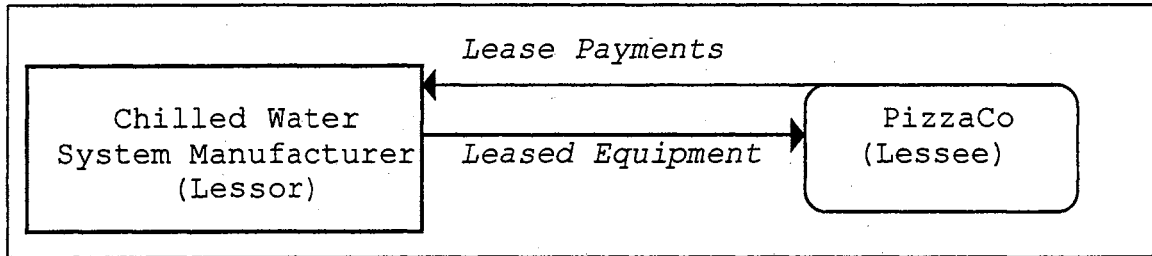 Lease Payments
Chilled Water
System Manufacturer
(Lessor)
Leased Equipment
PizzaCo
(Lessee)